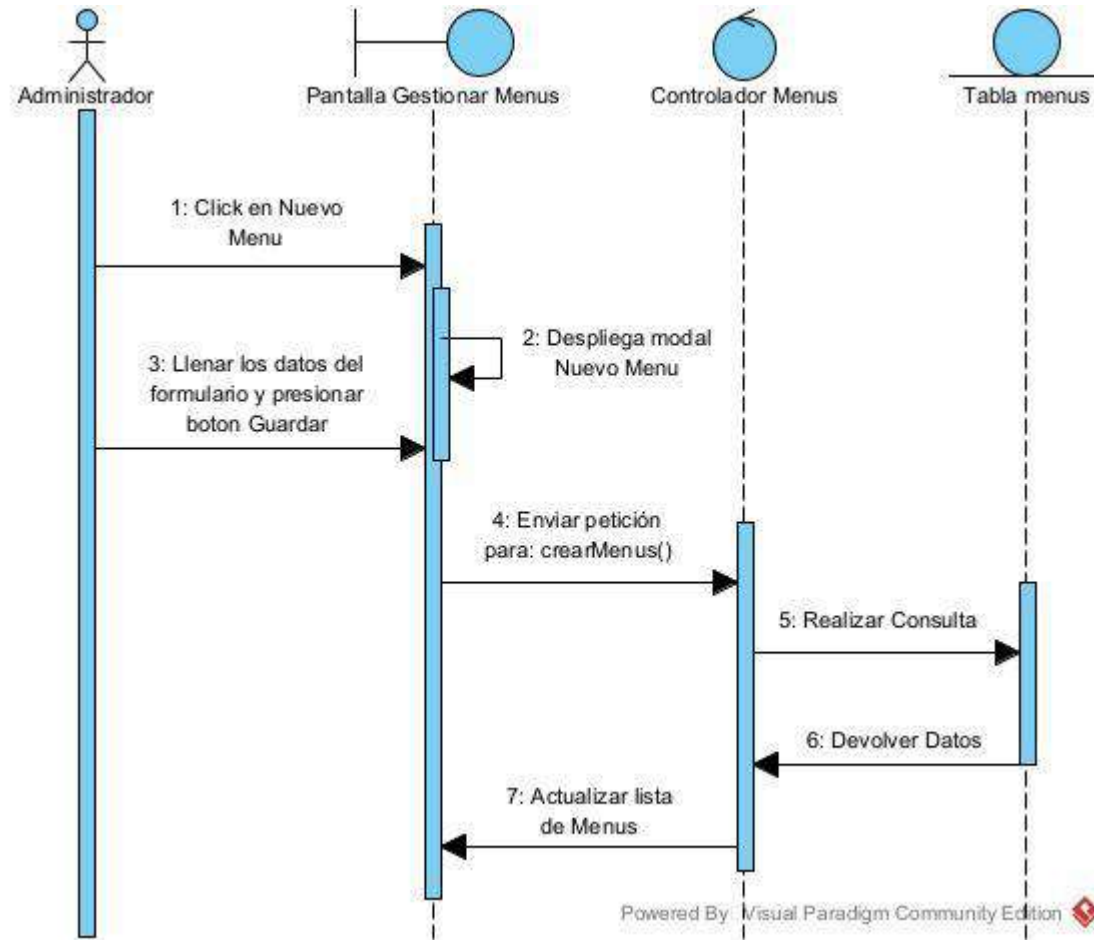 Administrador
Pantalla Gestionar Menus
Controlador Menus
Tabla menus
1: Click en Nuevo
Menu
2: Despliega modal
Nuevo Menu
3: Llenar los datos del
formulario y presionar
boton Guardar
4: Enviar petición
para: crearMenus()
5: Realizar Consulta
6: Devolver Datos
7: Actualizar lista
de Menus
Powered By Visual Paradigm Community Edition